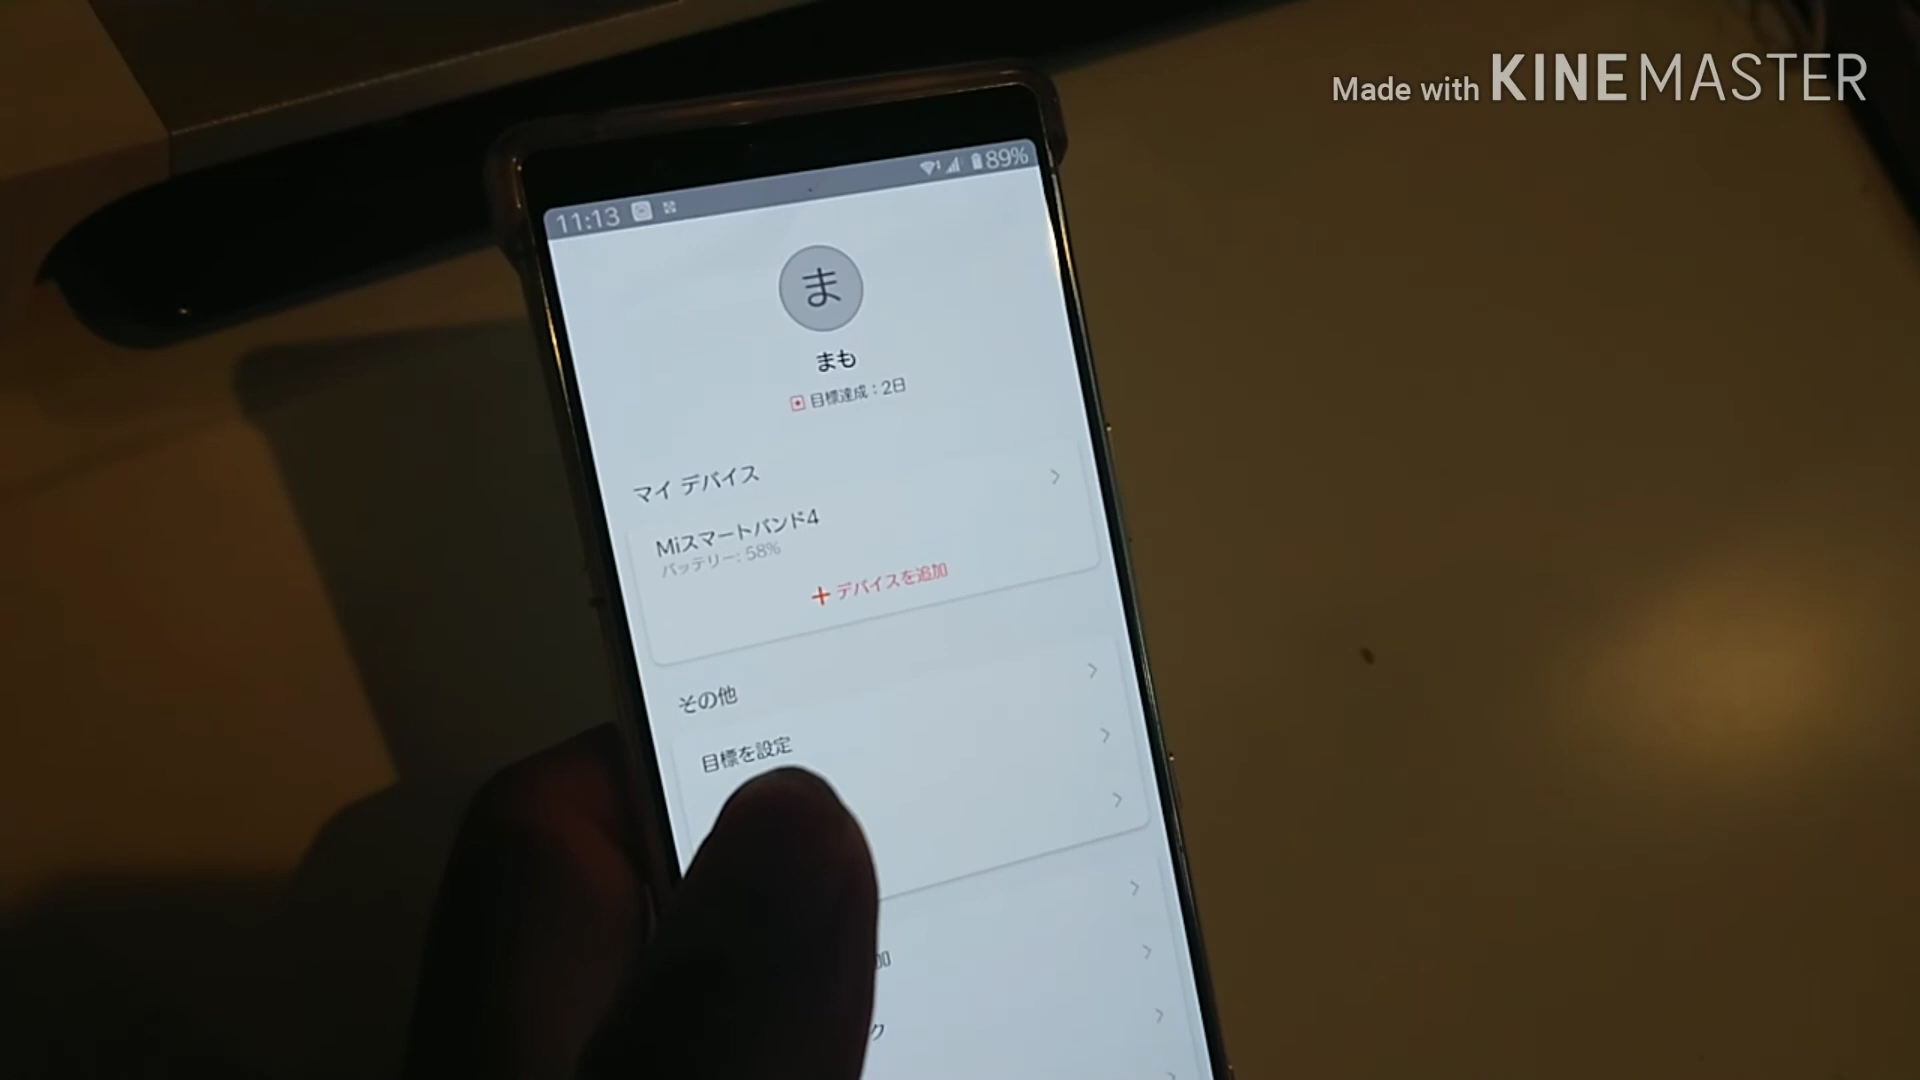 Made with KINEMASTER
11:13
89%
ま
まも
目標達成：2日
マイ デバイス
Miスマートバンド4
バッテリー: 58%
+ デバイスを追加
その他
目標を設定
加
ク